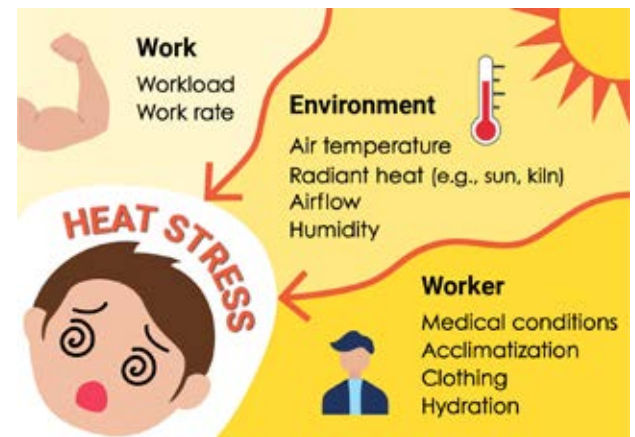 Work
Workload
Work rate
Environment
Air temperature
Radiant heat (e.g., sun, kiln)
Airflow
Humidity
HEAT STRESS
Worker
Medical conditions
Acclimatization
Clothing
Hydration